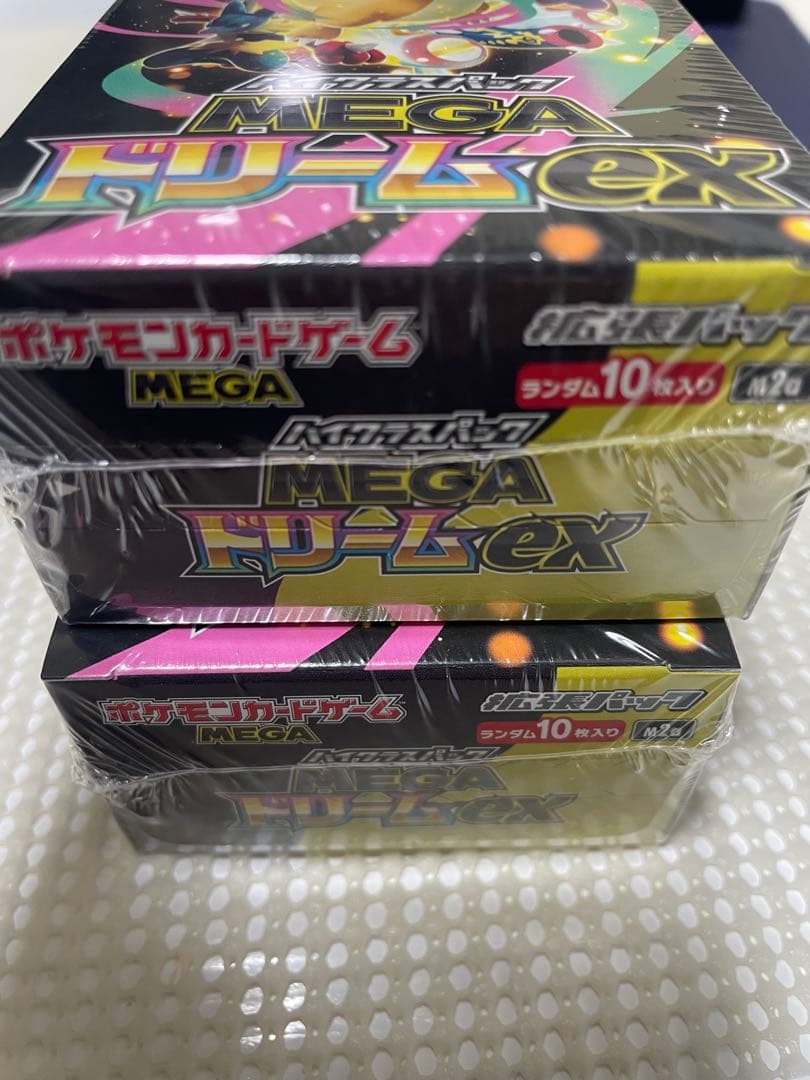 ハイクラスパック
MEGA
ドリームex
ポケモンカードゲーム
MEGA
拡張パック
ランダム10枚入り
M2a
ハイクラスパック
MEGA
ドリームex
ポケモンカードゲーム
MEGA
拡張パック
ランダム10枚入り
M2a
ハイクラスパック
MEGA
ドリームex